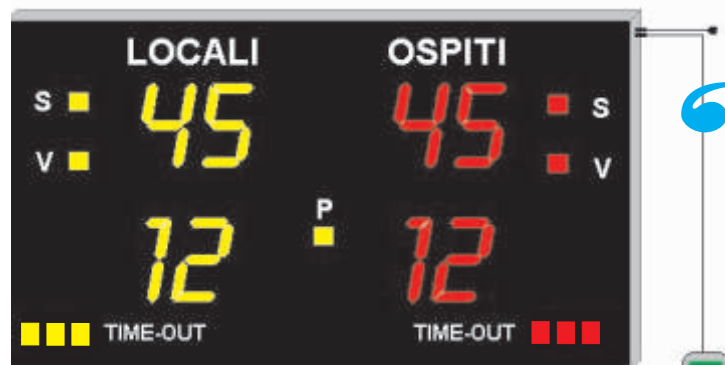 LOCALI OSPITI
S 45 45 S
V V
P
12 12
TIME-OUT TIME-OUT